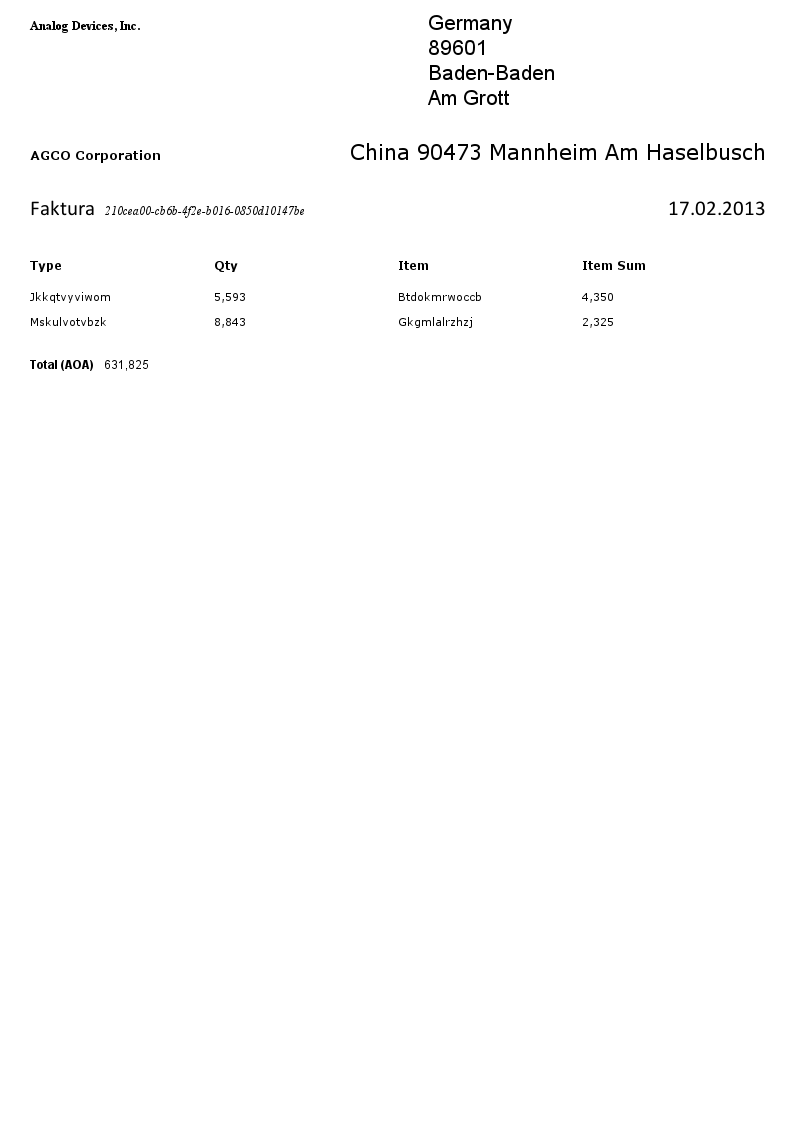 Analog Devices, Inc.
Germany
89601
Baden-Baden
Am Grott
AGCO Corporation China 90473 Mannheim Am Haselbusch
Faktura 210cea00-cb6b-4f2e-b016-0850d10147be 17.02.2013
Type Qty Item Item Sum
Jkkqtvyviwom 5,593 Btdokmrwoccb 4,350
Mskulvotvbzk 8,843 Gkgmlalrzhzj 2,325
Total (AOA) 631,825